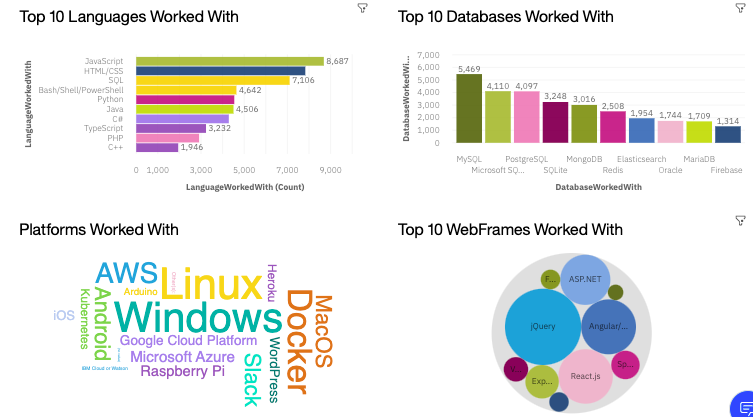 Top 10 Languages Worked With
LanguageWorkedWith
JavaScript 8,687
HTML/CSS
SQL 7,106
Bash/Shell/PowerShell 4,642
Python
Java 4,506
C#
TypeScript 3,232
PHP
C++ 1,946
0 1,000 3,000 5,000 7,000 9,000
LanguageWorkedWith (Count)
Top 10 Databases Worked With
DatabaseWorkedWi...
7,000
6,000
5,000
4,000
3,000
2,000
1,000
0
5,469 4,110 4,097 3,248 3,016 2,508 1,954 1,744 1,709 1,314
MySQL PostgreSQL MongoDB Elasticsearch MariaDB
Microsoft SQ... SQLite Redis Oracle Firebase
DatabaseWorkedWith
Platforms Worked With
AWS
Linux
Heroku
Arduino
iOS
Kubernetes
Android
Windows
Docker
MacOS
Google Cloud Platform
Microsoft Azure
IBM Cloud or Watson
Raspberry Pi
Slack
WordPress
Top 10 WebFrames Worked With
F...
ASP.NET
jQuery
Angular/...
V...
Exp...
React.js
Sp...